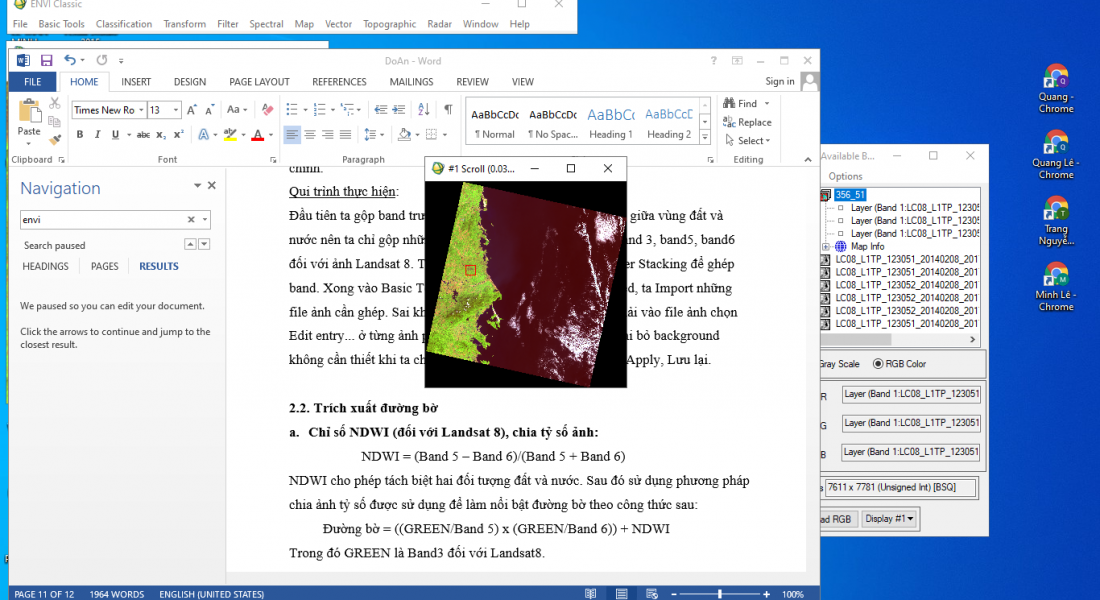 ENVI Classic
File Basic Tools Classification Transform Filter Spectral Map Vector Topographic Radar Window Help
DoAn - Word
FILE HOME INSERT DESIGN PAGE LAYOUT REFERENCES MAILINGS REVIEW VIEW Sign in
Times New Ro 13
Paste
Clipboard Font Paragraph Editing
AaBbCcDc AaBbCcDc AaBbCc AaBbCcD
¶ Normal ¶ No Spac... Heading 1 Heading 2
Find
Replace
Select
Navigation
envi
Search paused
HEADINGS PAGES RESULTS
We paused so you can edit your document.
Click the arrows to continue and jump to the
closest result.
chính.
Qui trình thực hiện:
Đầu tiên ta gộp band trư giữa vùng đất và
nước nên ta chỉ gộp nhữ nd 3, band5, band6
đối với ảnh Landsat 8. T er Stacking để ghép
band. Xong vào Basic T d, ta Import những
file ảnh cần ghép. Sai kh ải vào file ảnh chọn
Edit entry... ở từng ảnh p ại bỏ background
không cần thiết khi ta ch Apply, Lưu lại.
#1 Scroll (0.03...
2.2. Trích xuất đường bờ
a. Chỉ số NDWI (đối với Landsat 8), chia tỷ số ảnh:
NDWI = (Band 5 – Band 6)/(Band 5 + Band 6)
NDWI cho phép tách biệt hai đối tượng đất và nước. Sau đó sử dụng phương pháp
chia ảnh tỷ số được sử dụng để làm nổi bật đường bờ theo công thức sau:
Đường bờ = ((GREEN/Band 5) x (GREEN/Band 6)) + NDWI
Trong đó GREEN là Band3 đối với Landsat8.
PAGE 11 OF 12 1964 WORDS ENGLISH (UNITED STATES) 100%
Available B...
Options
356_51
Layer (Band 1:LC08_L1TP_12305
Layer (Band 1:LC08_L1TP_12305
Layer (Band 1:LC08_L1TP_12305
Map Info
LC08_L1TP_123051_20140208_201
LC08_L1TP_123051_20140208_201
LC08_L1TP_123052_20140208_201
LC08_L1TP_123052_20140208_201
LC08_L1TP_123052_20140208_201
LC08_L1TP_123051_20140208_201
Gray Scale RGB Color
R Layer (Band 1:LC08_L1TP_123051
G Layer (Band 1:LC08_L1TP_123051
B Layer (Band 1:LC08_L1TP_123051
s 7611 x 7781 (Unsigned Int) [BSQ]
ad RGB Display #1
Quang -
Chrome
Quang Lê -
Chrome
Trang
Nguyễ...
Minh Lê -
Chrome